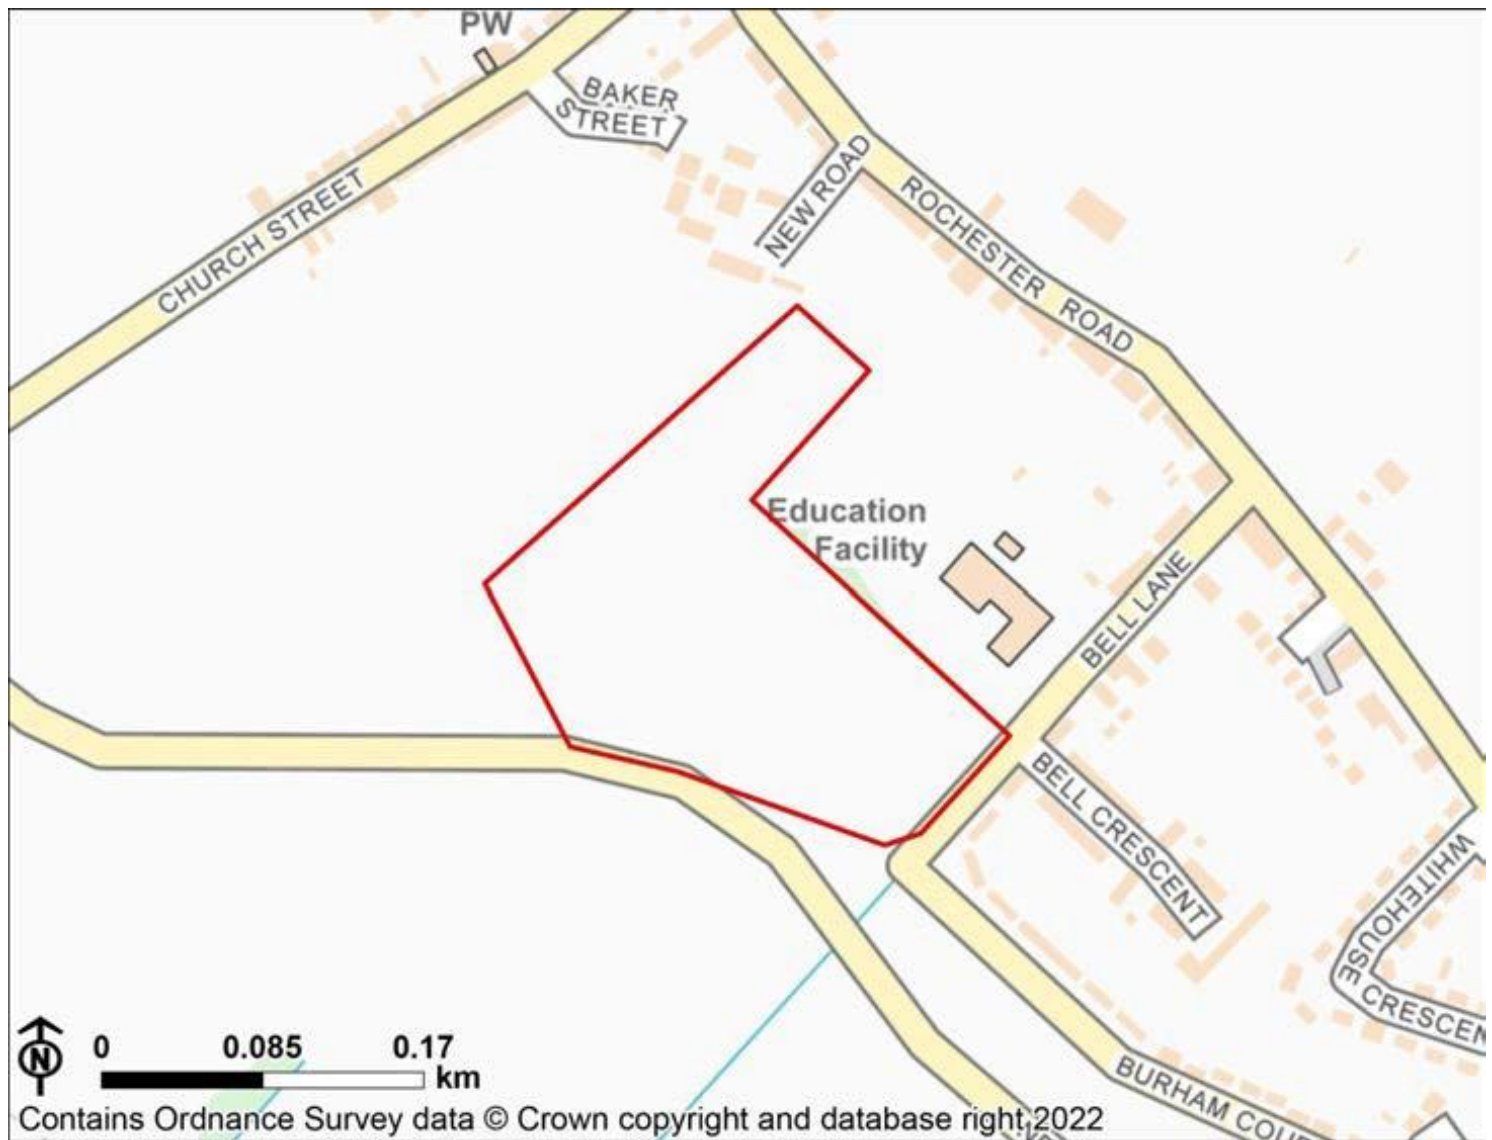 PW
BAKER
STREET
CHURCH STREET
NEW ROAD
ROCHESTER ROAD
Education
Facility
BELL LANE
BELL CRESCENT
WHITEHOUSE
CRESCEN
BURHAM COU
N
0 0.085 0.17
km
Contains Ordnance Survey data © Crown copyright and database right 2022